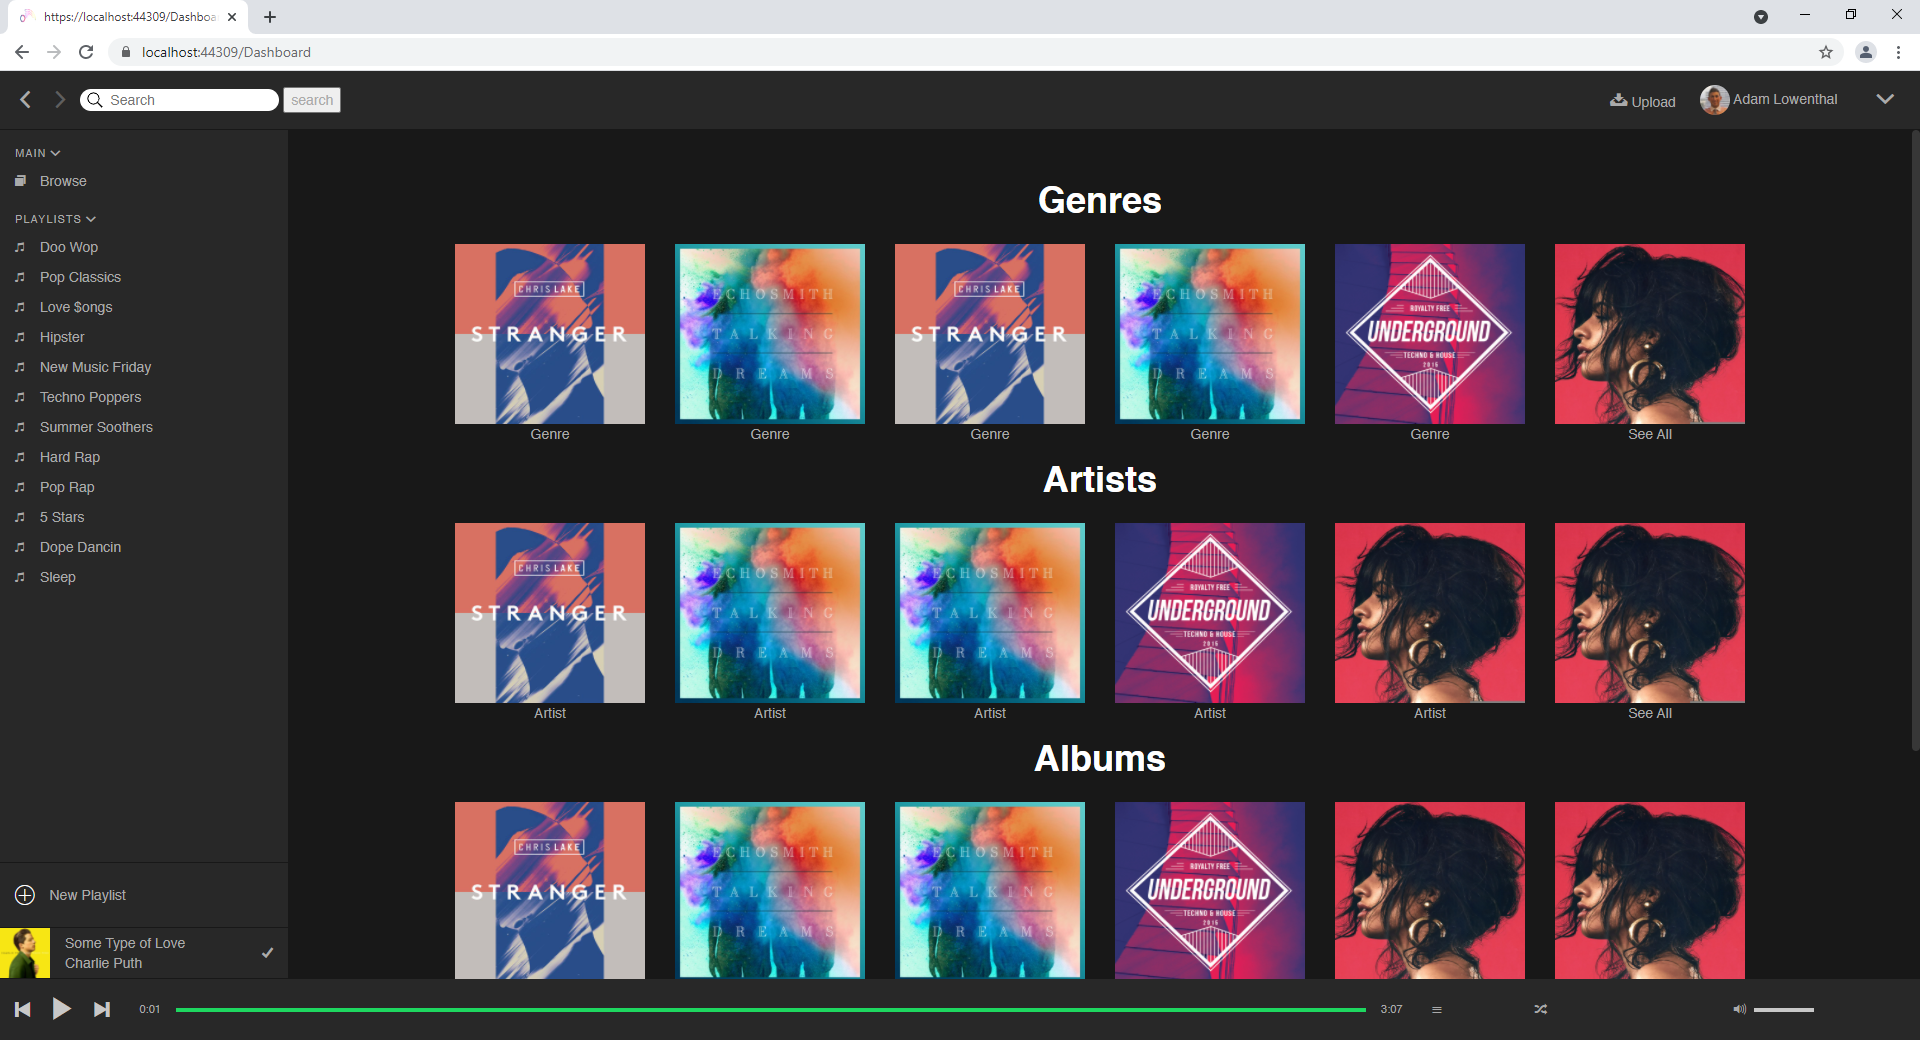 https://localhost:44309/Dashboa
localhost:44309/Dashboard
Search
search
Upload
Adam Lowenthal
MAIN
Browse
PLAYLISTS
Doo Wop
Pop Classics
Love $ongs
Hipster
New Music Friday
Techno Poppers
Summer Soothers
Hard Rap
Pop Rap
5 Stars
Dope Dancin
Sleep
New Playlist
Some Type of Love
Charlie Puth
Genres
CHRIS LAKE
STRANGER
ECHOSMITH
TALKING
DREAMS
CHRIS LAKE
STRANGER
ECHOSMITH
TALKING
DREAMS
ROYALTY FREE
UNDERGROUND
TECHNO & HOUSE
2015
Genre
Genre
Genre
Genre
Genre
See All
Artists
CHRIS LAKE
STRANGER
ECHOSMITH
TALKING
DREAMS
ECHOSMITH
TALKING
DREAMS
ROYALTY FREE
UNDERGROUND
TECHNO & HOUSE
2015
Artist
Artist
Artist
Artist
Artist
See All
Albums
CHRIS LAKE
STRANGER
ECHOSMITH
TALKING
DREAMS
ECHOSMITH
TALKING
DREAMS
ROYALTY FREE
UNDERGROUND
TECHNO & HOUSE
2015
0:01
3:07